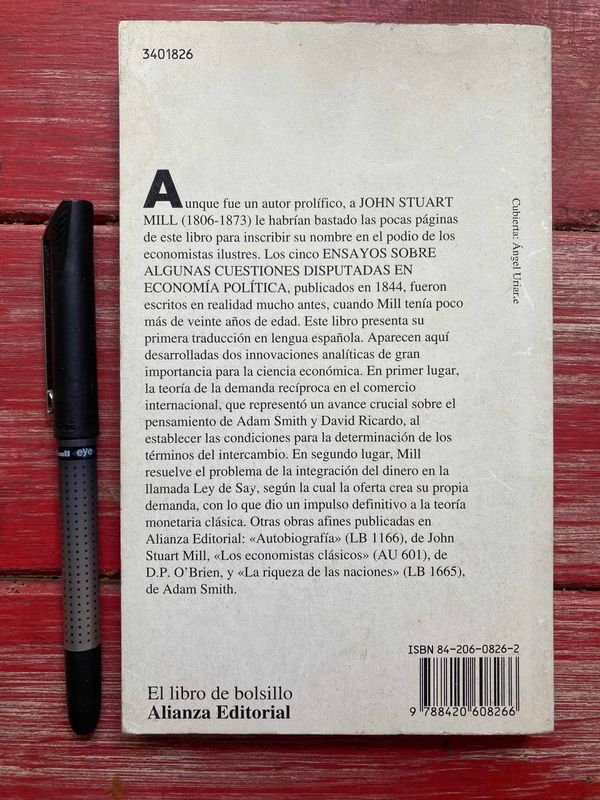 3401826
Aunque fue un autor prolífico, a JOHN STUART
MILL (1806-1873) le habrían bastado las pocas páginas
de este libro para inscribir su nombre en el podio de los
economistas ilustres. Los cinco ENSAYOS SOBRE
ALGUNAS CUESTIONES DISPUTADAS EN
ECONOMÍA POLÍTICA, publicados en 1844, fueron
escritos en realidad mucho antes, cuando Mill tenía poco
más de veinte años de edad. Este libro presenta su
primera traducción en lengua española. Aparecen aquí
desarrolladas dos innovaciones analíticas de gran
importancia para la ciencia económica. En primer lugar,
la teoría de la demanda recíproca en el comercio
internacional, que representó un avance crucial sobre el
pensamiento de Adam Smith y David Ricardo, al
establecer las condiciones para la determinación de los
términos del intercambio. En segundo lugar, Mill
resuelve el problema de la integración del dinero en la
llamada Ley de Say, según la cual la oferta crea su propia
demanda, con lo que dio un impulso definitivo a la teoría
monetaria clásica. Otras obras afines publicadas en
Alianza Editorial: «Autobiografía» (LB 1166), de John
Stuart Mill, «Los economistas clásicos» (AU 601), de
D.P. O'Brien, y «La riqueza de las naciones» (LB 1665),
de Adam Smith.
Cubierta: Ángel Uriarte
El libro de bolsillo
Alianza Editorial
ISBN 84-206-0826-2
9 788420 608266
eye